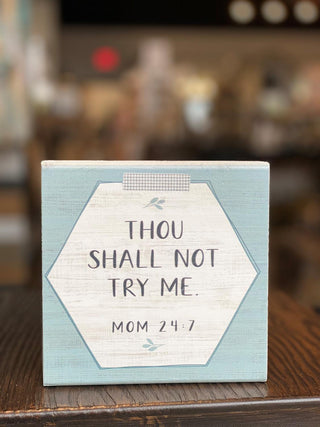 THOU
SHALL NOT
TRY ME.
MOM 24:7